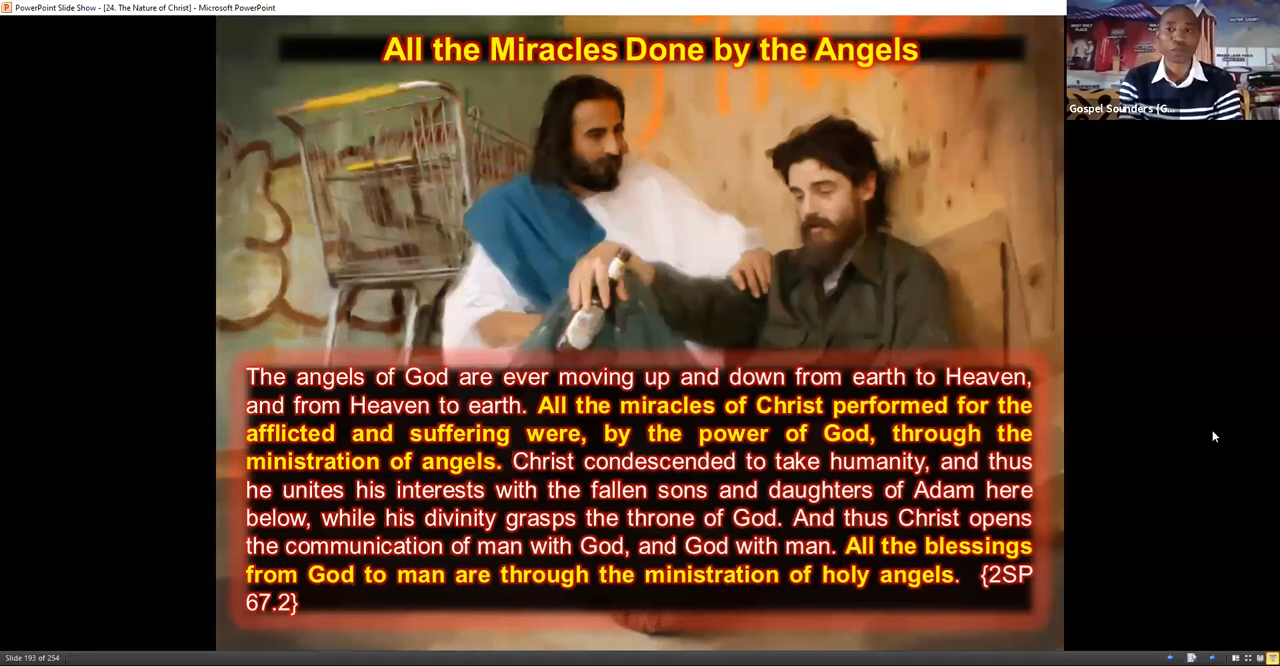 PowerPoint Slide Show - [24. The Nature of Christ] - Microsoft PowerPoint
All the Miracles Done by the Angels
Gospel Sounders (G...
The angels of God are ever moving up and down from earth to Heaven,
and from Heaven to earth. All the miracles of Christ performed for the
afflicted and suffering were, by the power of God, through the
ministration of angels. Christ condescended to take humanity, and thus
he unites his interests with the fallen sons and daughters of Adam here
below, while his divinity grasps the throne of God. And thus Christ opens
the communication of man with God, and God with man. All the blessings
from God to man are through the ministration of holy angels. {2SP
67.2}
Slide 193 of 254